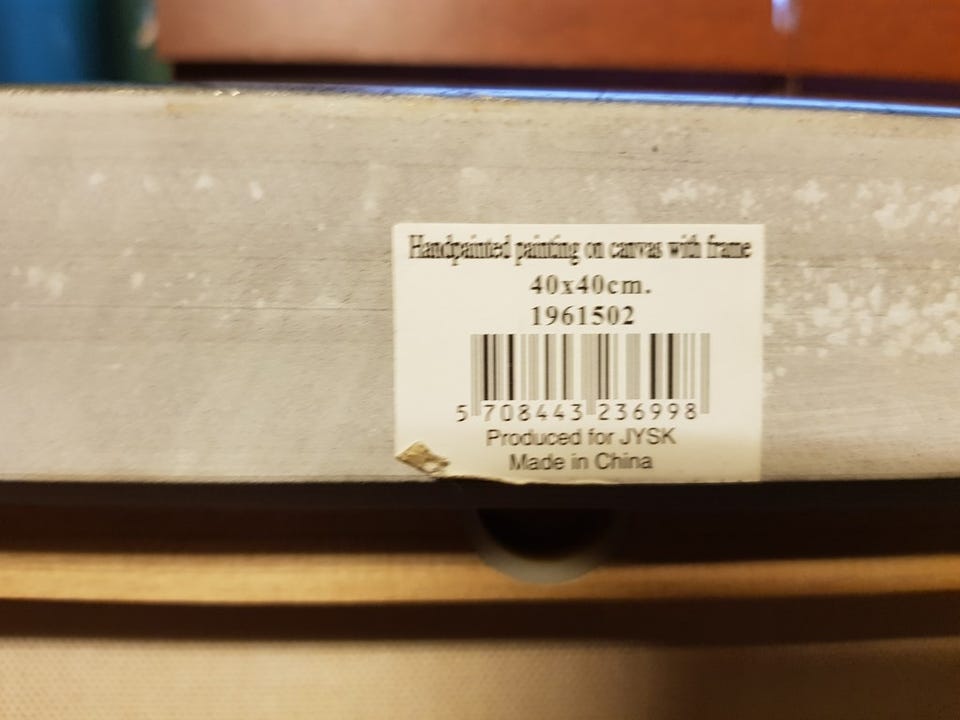 Handpainted painting on canvas with frame
40x40cm.
1961502
5 708443 236998
Produced for JYSK
Made in China